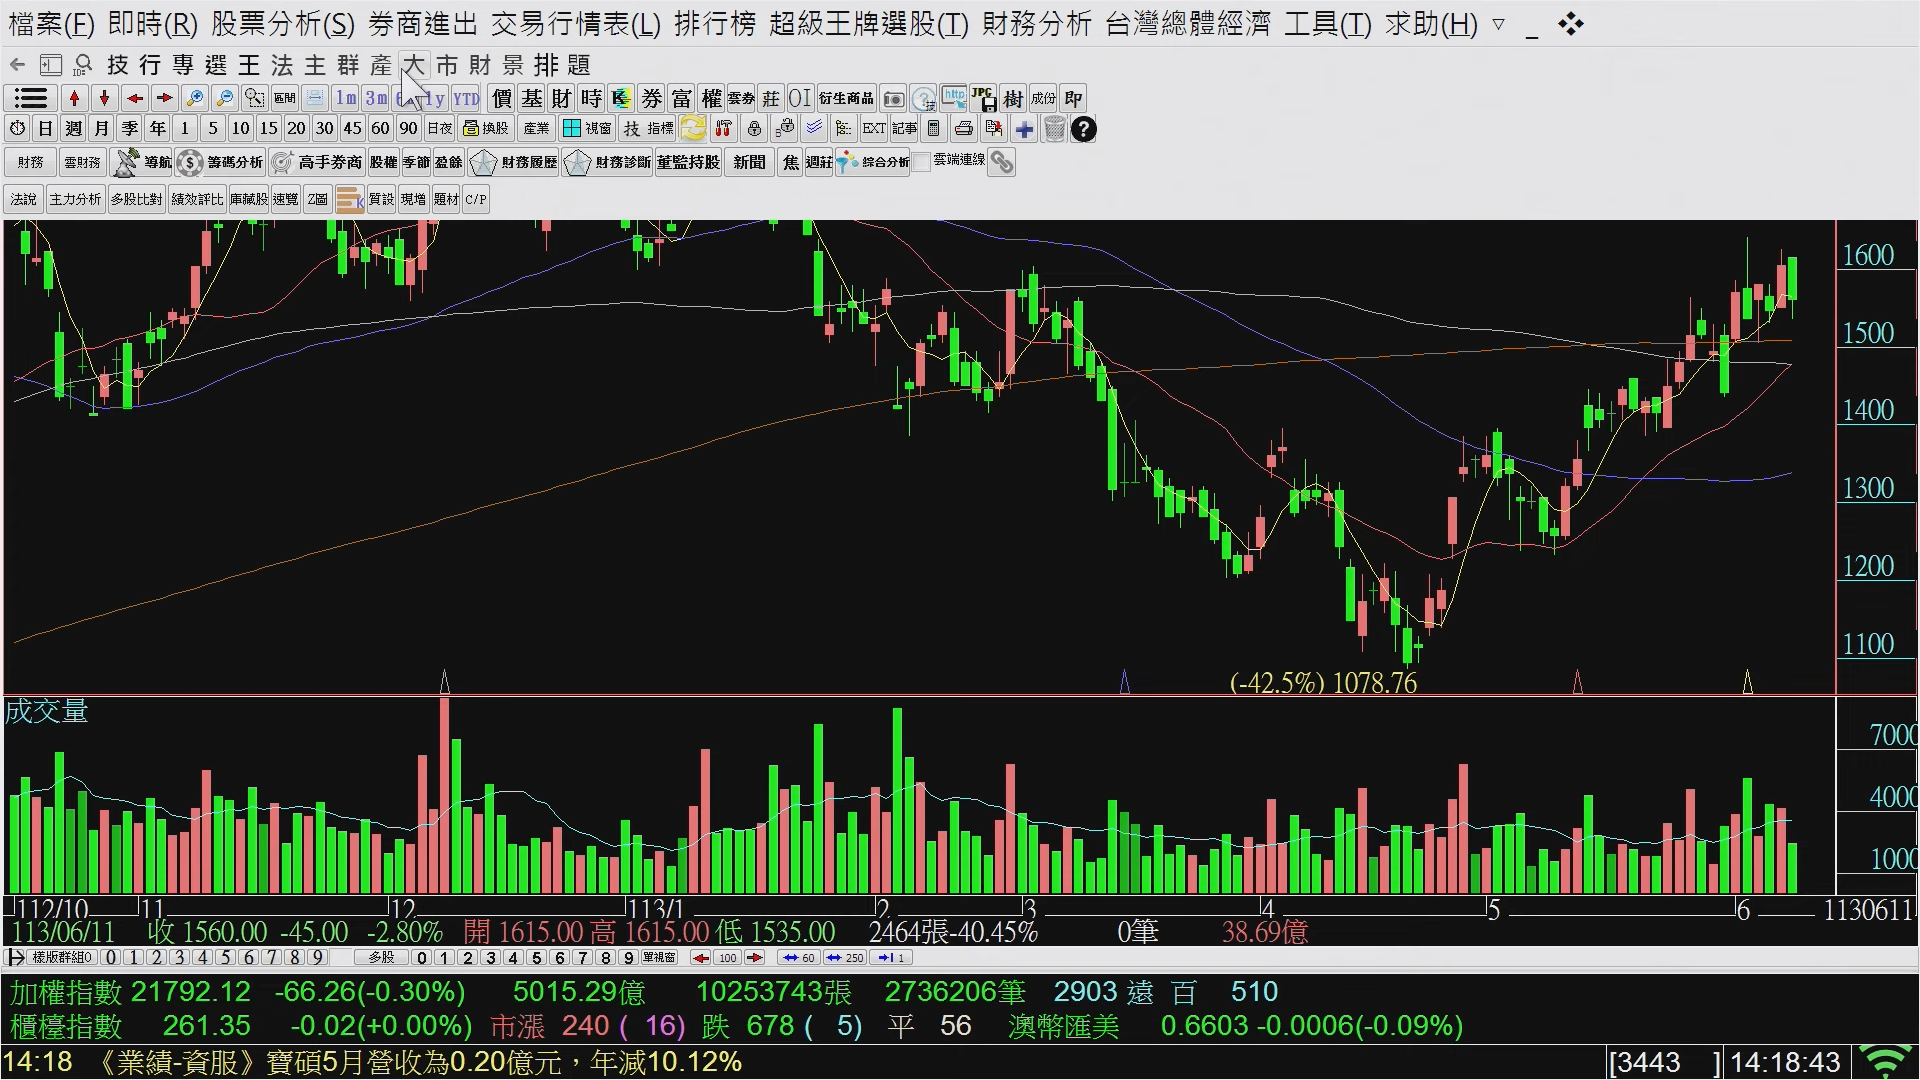 檔案(F) 即時(R) 股票分析(S) 券商進出 交易行情表(L) 排行榜 超級王牌選股(T) 財務分析 台灣總體經濟 工具(T) 求助(H)
技 行 專 選 王 法 主 群 產 大 市 財 景 排 題
區間 1m 3m 1y YTD 價 基 財 時 K 券 富 權 雲券 莊 OI 衍生商品 http JPG 樹 成份 即
日 週 月 季 年 1 5 10 15 20 30 45 60 90 日夜 換股 產業 視窗 技 指標 EXT 記事
財務 雲財務 導航 籌碼分析 高手券商 股權 季節 盈餘 財務履歷 財務診斷 董監持股 新聞 焦 週莊 綜合分析 雲端連線
法說 主力分析 多股比對 績效評比 庫藏股 速覽 Z圖 K 質設 現增 題材 C/P
1600
1500
1400
1300
1200
1100
(-42.5%) 1078.76
成交量
7000
4000
1000
112/10 11 12 113/1 2 3 4 5 6 1130611
113/06/11 收 1560.00 -45.00 -2.80% 開 1615.00 高 1615.00 低 1535.00 2464張-40.45% 0筆 38.69億
樣版群組0 0 1 2 3 4 5 6 7 8 9 多股 0 1 2 3 4 5 6 7 8 9 單視窗 100 60 250 1
加權指數 21792.12 -66.26(-0.30%) 5015.29億 10253743張 2736206筆 2903 遠 百 510
櫃檯指數 261.35 -0.02(+0.00%) 市漲 240 ( 16) 跌 678 ( 5) 平 56 澳幣匯美 0.6603 -0.0006(-0.09%)
14:18 《業績-資服》寶碩5月營收為0.20億元，年減10.12% [3443 ] 14:18:43